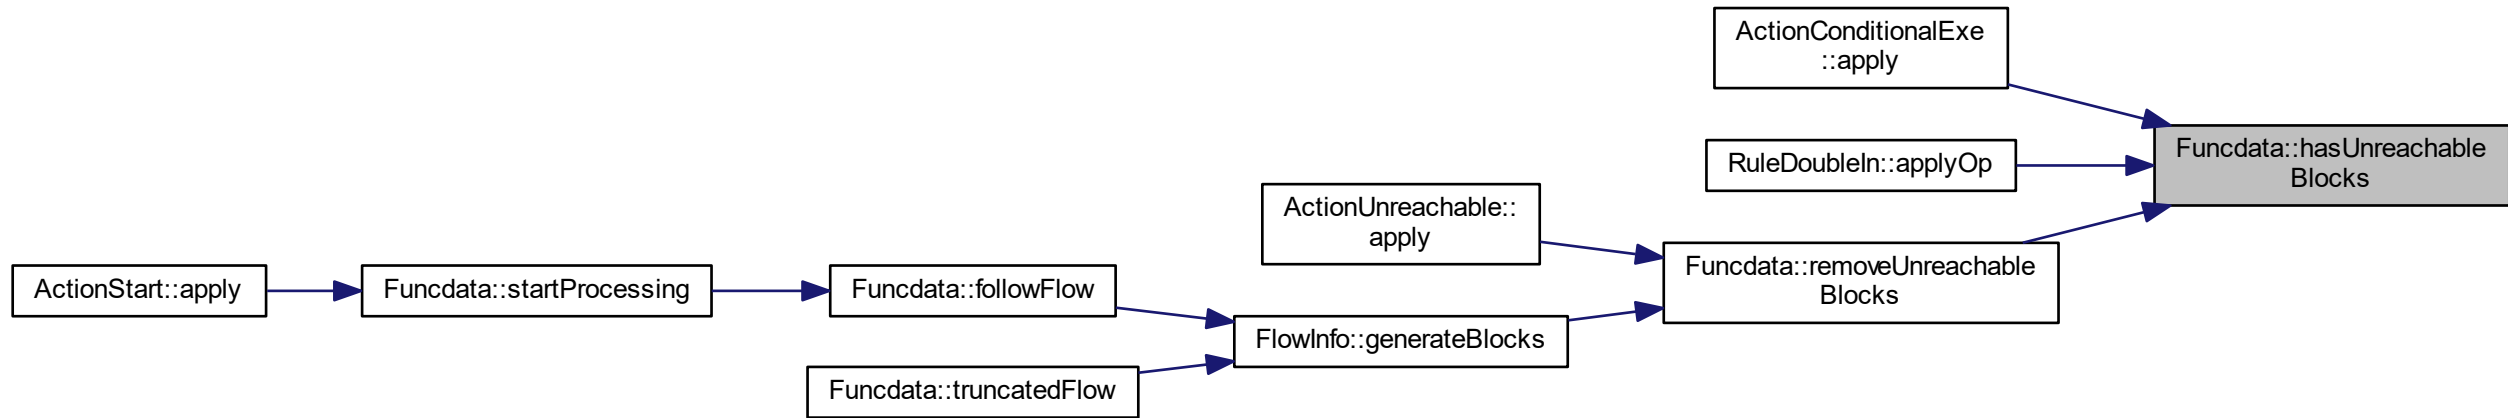 ActionConditionalExe
::apply
Funcdata::hasUnreachable
Blocks
RuleDoubleIn::applyOp
ActionUnreachable::
apply
Funcdata::removeUnreachable
Blocks
ActionStart::apply
Funcdata::startProcessing
Funcdata::followFlow
FlowInfo::generateBlocks
Funcdata::truncatedFlow